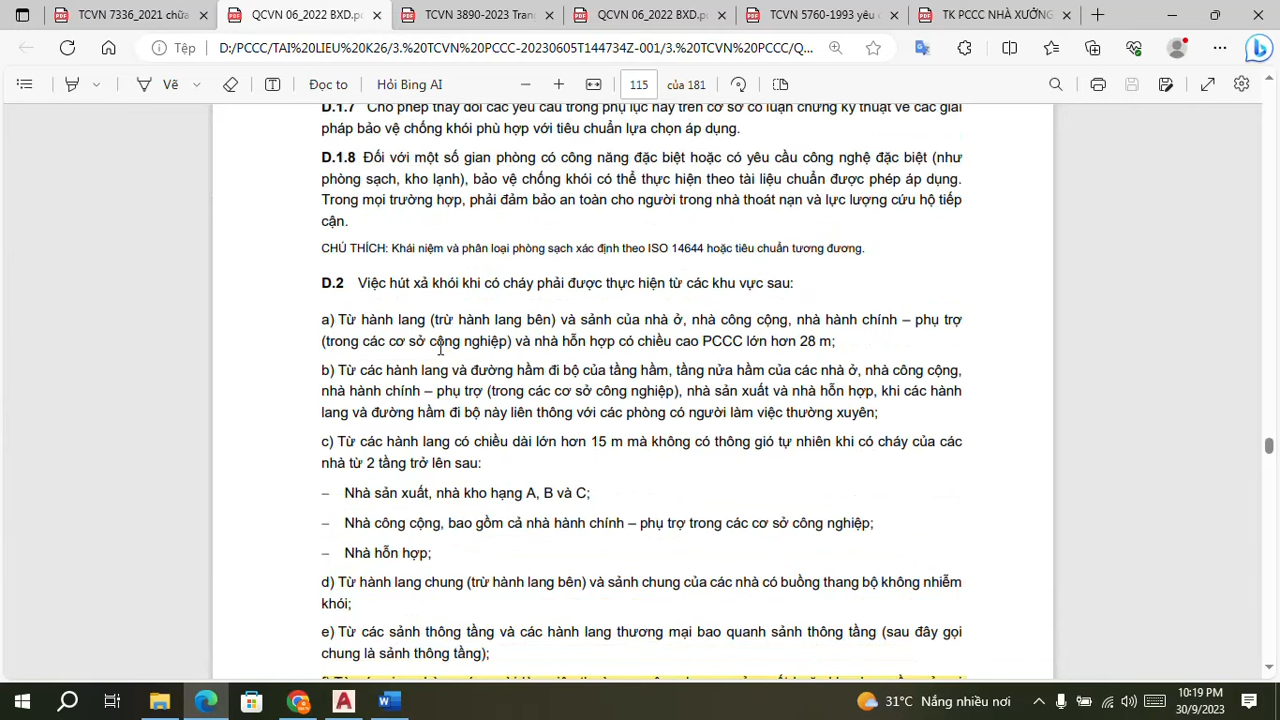 TCVN 7336_2021 chữa
QCVN 06_2022 BXD.pdf
TCVN 3890-2023 Tran
QCVN 06_2022 BXD.pd
TCVN 5760-1993 yêu c
TK PCCC NHÀ XƯỞNG
Tệp
D:/PCCC/TAI%20LIEU%20K26/3.%20TCVN%20PCCC-20230605T144734Z-001/3.%20TCVN%20PCCC/Q...
Vẽ
Đọc to
Hỏi Bing AI
115
của 181
D.1.7 Cho phép thay đổi các yêu cầu trong phụ lục này trên cơ sở có luận chứng kỹ thuật về các giải
pháp bảo vệ chống khói phù hợp với tiêu chuẩn lựa chọn áp dụng.
D.1.8 Đối với một số gian phòng có công năng đặc biệt hoặc có yêu cầu công nghệ đặc biệt (như
phòng sạch, kho lạnh), bảo vệ chống khói có thể thực hiện theo tài liệu chuẩn được phép áp dụng.
Trong mọi trường hợp, phải đảm bảo an toàn cho người trong nhà thoát nạn và lực lượng cứu hộ tiếp
cận.
CHÚ THÍCH: Khái niệm và phân loại phòng sạch xác định theo ISO 14644 hoặc tiêu chuẩn tương đương.
D.2 Việc hút xả khói khi có cháy phải được thực hiện từ các khu vực sau:
a) Từ hành lang (trừ hành lang bên) và sảnh của nhà ở, nhà công cộng, nhà hành chính – phụ trợ
(trong các cơ sở công nghiệp) và nhà hỗn hợp có chiều cao PCCC lớn hơn 28 m;
b) Từ các hành lang và đường hầm đi bộ của tầng hầm, tầng nửa hầm của các nhà ở, nhà công cộng,
nhà hành chính – phụ trợ (trong các cơ sở công nghiệp), nhà sản xuất và nhà hỗn hợp, khi các hành
lang và đường hầm đi bộ này liên thông với các phòng có người làm việc thường xuyên;
c) Từ các hành lang có chiều dài lớn hơn 15 m mà không có thông gió tự nhiên khi có cháy của các
nhà từ 2 tầng trở lên sau:
– Nhà sản xuất, nhà kho hạng A, B và C;
– Nhà công cộng, bao gồm cả nhà hành chính – phụ trợ trong các cơ sở công nghiệp;
– Nhà hỗn hợp;
d) Từ hành lang chung (trừ hành lang bên) và sảnh chung của các nhà có buồng thang bộ không nhiễm
khói;
e) Từ các sảnh thông tầng và các hành lang thương mại bao quanh sảnh thông tầng (sau đây gọi
chung là sảnh thông tầng);
31°C Nắng nhiều nơi
10:19 PM
30/9/2023